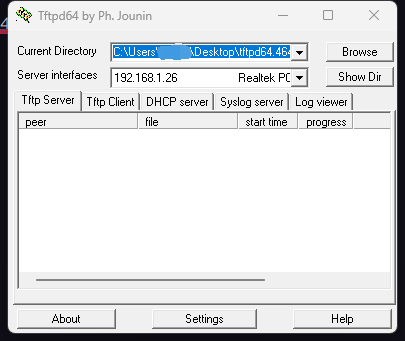 Tftpd64 by Ph. Jounin
Current Directory C:\Users\ \Desktop\tftpd64.464 Browse
Server interfaces 192.168.1.26 Realtek PC Show Dir
Tftp Server Tftp Client DHCP server Syslog server Log viewer
peer file start time progress
About Settings Help